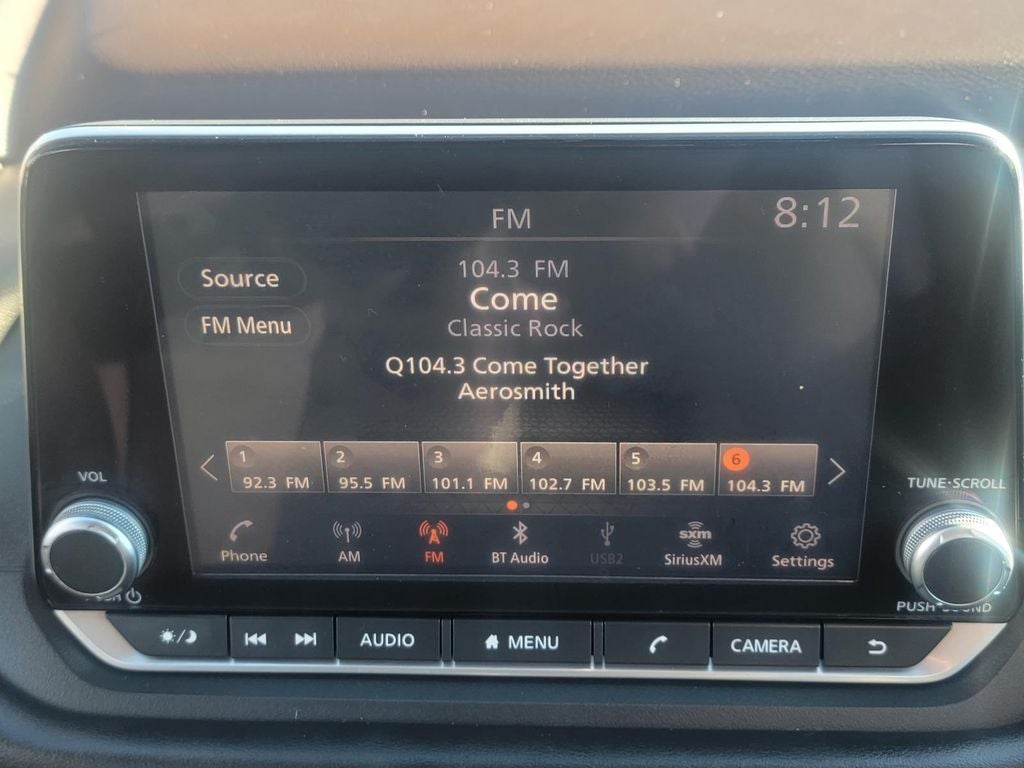 FM
8:12
Source
104.3 FM
Come
FM Menu
Classic Rock
Q104.3 Come Together
Aerosmith
1
2
3
4
5
6
92.3 FM
95.5 FM
101.1 FM
102.7 FM
103.5 FM
104.3 FM
VOL
TUNE·SCROLL
Phone
AM
FM
BT Audio
USB2
sxm
SiriusXM
Settings
PUSH·SOUND
AUDIO
MENU
CAMERA